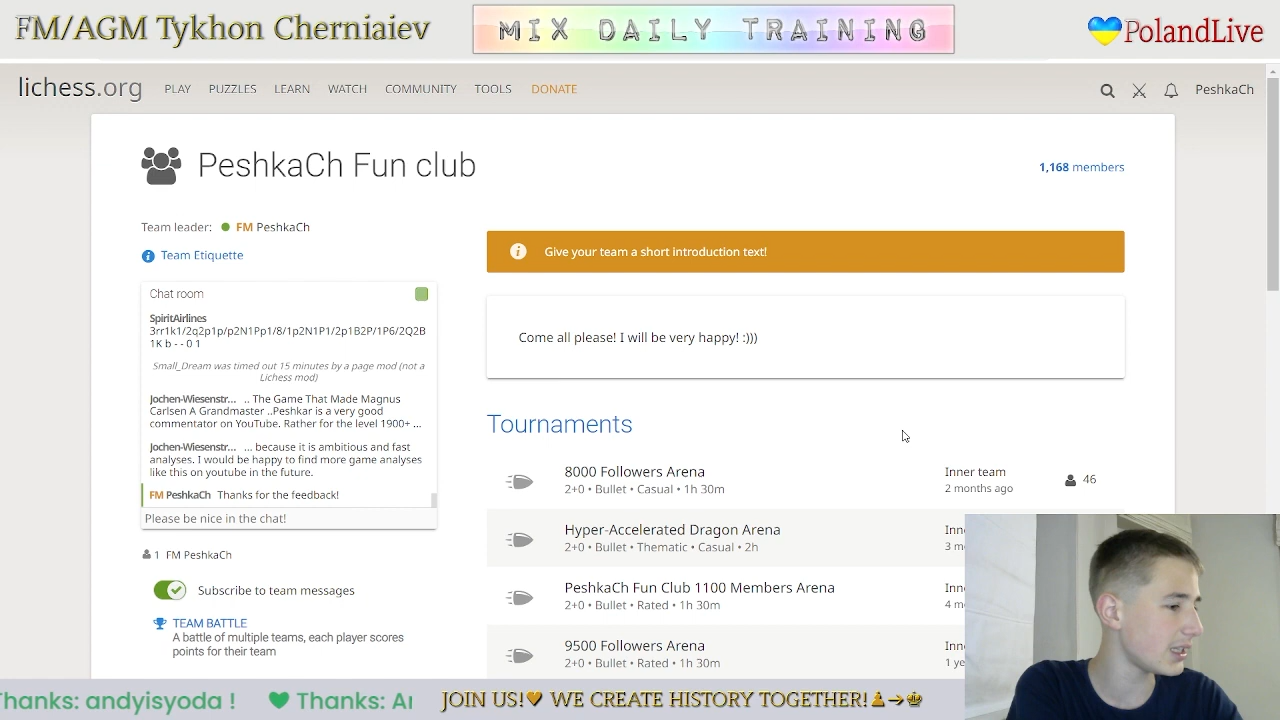 FM/AGM Tykhon Cherniaiev
MIX DAILY TRAINING
PolandLive
lichess.org
PLAY PUZZLES LEARN WATCH COMMUNITY TOOLS DONATE
PeshkaCh
PeshkaCh Fun club
1,168 members
Team leader: FM PeshkaCh
Team Etiquette
Chat room
SpiritAirlines
3rr1k1/2q2p1p/p2N1Pp1/8/1p2N1P1/2p1B2P/1P6/2Q2B
1K b - - 0 1
Small_Dream was timed out 15 minutes by a page mod (not a
Lichess mod)
Jochen-Wiesenstr... .. The Game That Made Magnus
Carlsen A Grandmaster ..Peshkar is a very good
commentator on YouTube. Rather for the level 1900+ ...
Jochen-Wiesenstr... ... because it is ambitious and fast
analyses. I would be happy to find more game analyses
like this on youtube in the future.
FM PeshkaCh Thanks for the feedback!
Please be nice in the chat!
1 FM PeshkaCh
Subscribe to team messages
TEAM BATTLE
A battle of multiple teams, each player scores
points for their team
Give your team a short introduction text!
Come all please! I will be very happy! :)))
Tournaments
8000 Followers Arena
2+0 • Bullet • Casual • 1h 30m
Inner team
2 months ago
46
Hyper-Accelerated Dragon Arena
2+0 • Bullet • Thematic • Casual • 2h
PeshkaCh Fun Club 1100 Members Arena
2+0 • Bullet • Rated • 1h 30m
9500 Followers Arena
2+0 • Bullet • Rated • 1h 30m
Thanks: andyisyoda ! Thanks:
JOIN US! WE CREATE HISTORY TOGETHER!